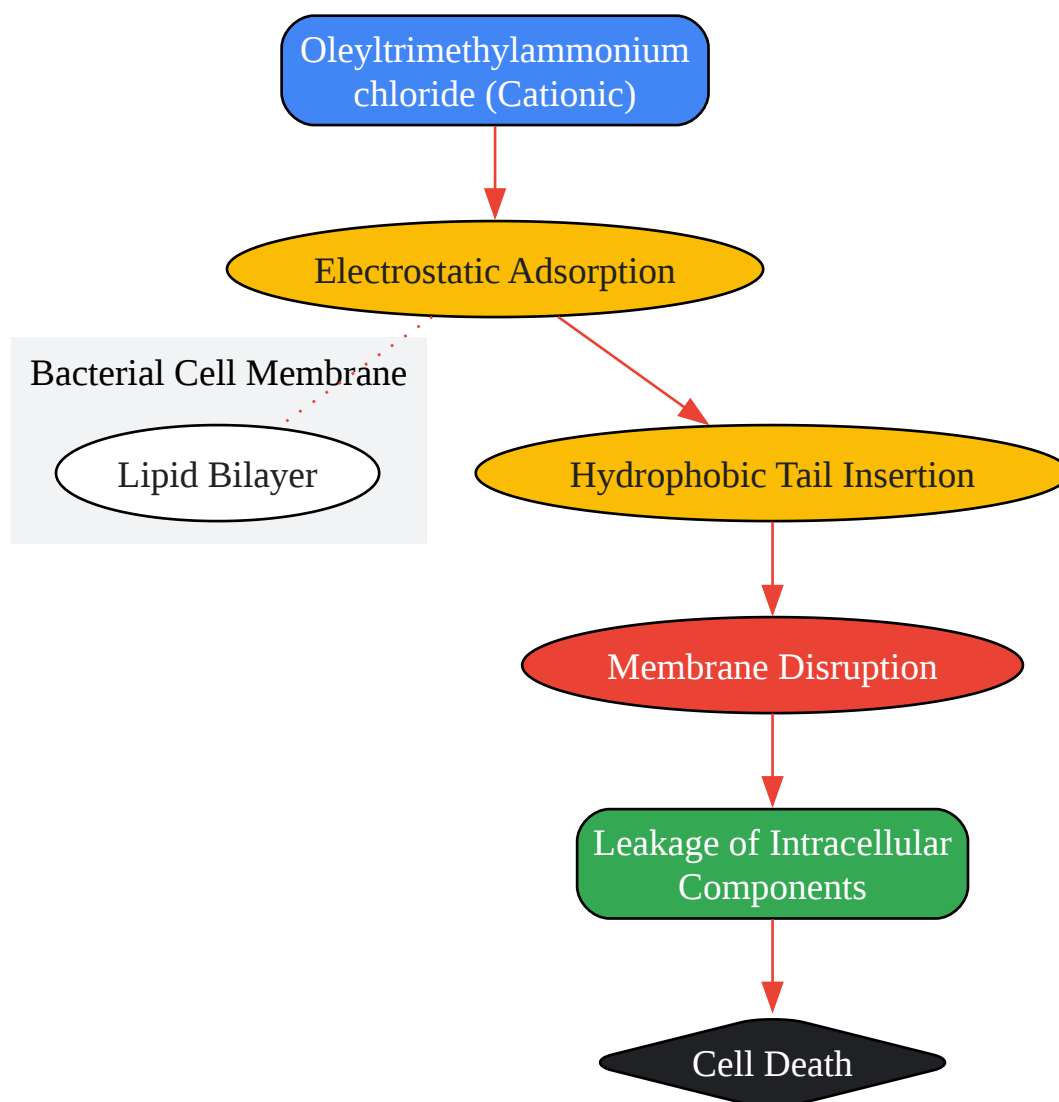 Oleyltrimethylammonium
chloride (Cationic)
Electrostatic Adsorption
Bacterial Cell Membrane
Lipid Bilayer
Hydrophobic Tail Insertion
Membrane Disruption
Leakage of Intracellular
Components
Cell Death